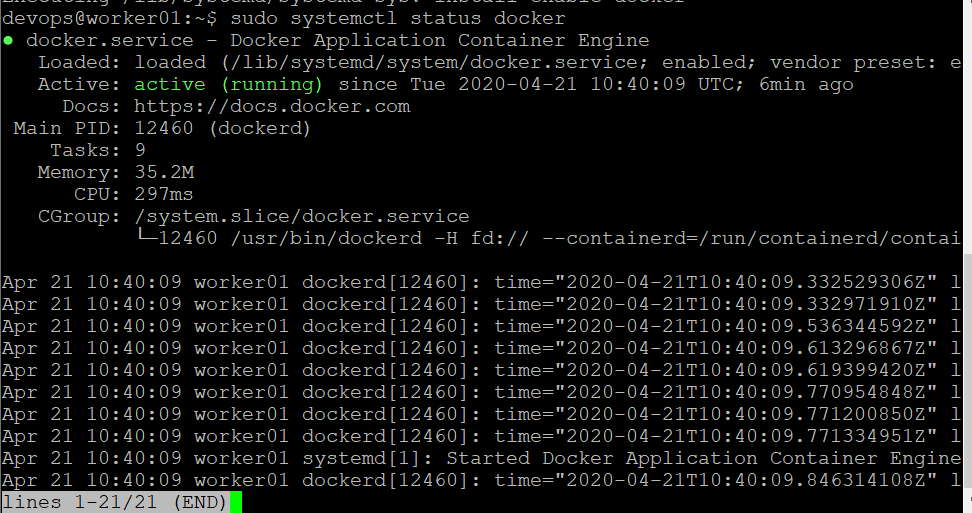 Executing /lib/systemd/systemd-sysv-install enable docker
devops@worker01:~$ sudo systemctl status docker
● docker.service - Docker Application Container Engine
Loaded: loaded (/lib/systemd/system/docker.service; enabled; vendor preset: e
Active: active (running) since Tue 2020-04-21 10:40:09 UTC; 6min ago
Docs: https://docs.docker.com
Main PID: 12460 (dockerd)
Tasks: 9
Memory: 35.2M
CPU: 297ms
CGroup: /system.slice/docker.service
└─12460 /usr/bin/dockerd -H fd:// --containerd=/run/containerd/contai
Apr 21 10:40:09 worker01 dockerd[12460]: time="2020-04-21T10:40:09.332529306Z" l
Apr 21 10:40:09 worker01 dockerd[12460]: time="2020-04-21T10:40:09.332971910Z" l
Apr 21 10:40:09 worker01 dockerd[12460]: time="2020-04-21T10:40:09.536344592Z" l
Apr 21 10:40:09 worker01 dockerd[12460]: time="2020-04-21T10:40:09.613296867Z" l
Apr 21 10:40:09 worker01 dockerd[12460]: time="2020-04-21T10:40:09.619399420Z" l
Apr 21 10:40:09 worker01 dockerd[12460]: time="2020-04-21T10:40:09.770954848Z" l
Apr 21 10:40:09 worker01 dockerd[12460]: time="2020-04-21T10:40:09.771200850Z" l
Apr 21 10:40:09 worker01 dockerd[12460]: time="2020-04-21T10:40:09.771334951Z" l
Apr 21 10:40:09 worker01 systemd[1]: Started Docker Application Container Engine
Apr 21 10:40:09 worker01 dockerd[12460]: time="2020-04-21T10:40:09.846314108Z" l
lines 1-21/21 (END)